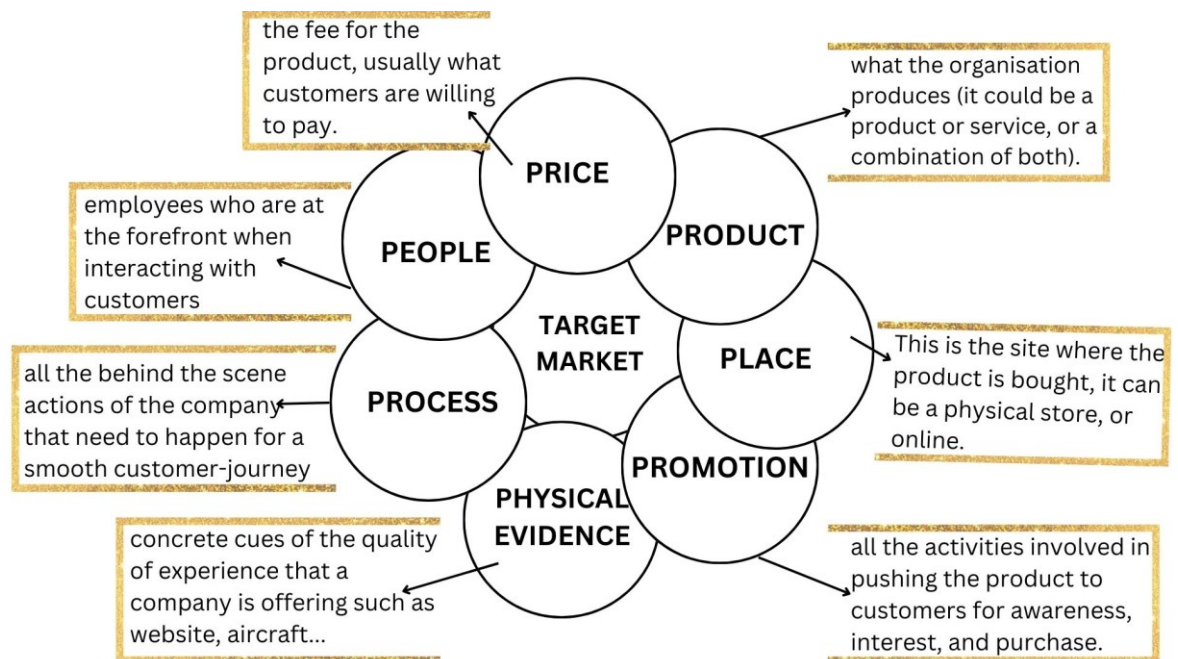 the fee for the
product, usually what
customers are willing
to pay.
PRICE
what the organisation
produces (it could be a
product or service, or a
combination of both).
PRODUCT
employees who are at
the forefront when
interacting with
customers
PEOPLE
TARGET
MARKET
PLACE
This is the site where the
product is bought, it can
be a physical store, or
online.
all the behind the scene
actions of the company
that need to happen for a
smooth customer-journey
PROCESS
PROMOTION
PHYSICAL
EVIDENCE
concrete cues of the quality
of experience that a
company is offering such as
website, aircraft...
all the activities involved in
pushing the product to
customers for awareness,
interest, and purchase.